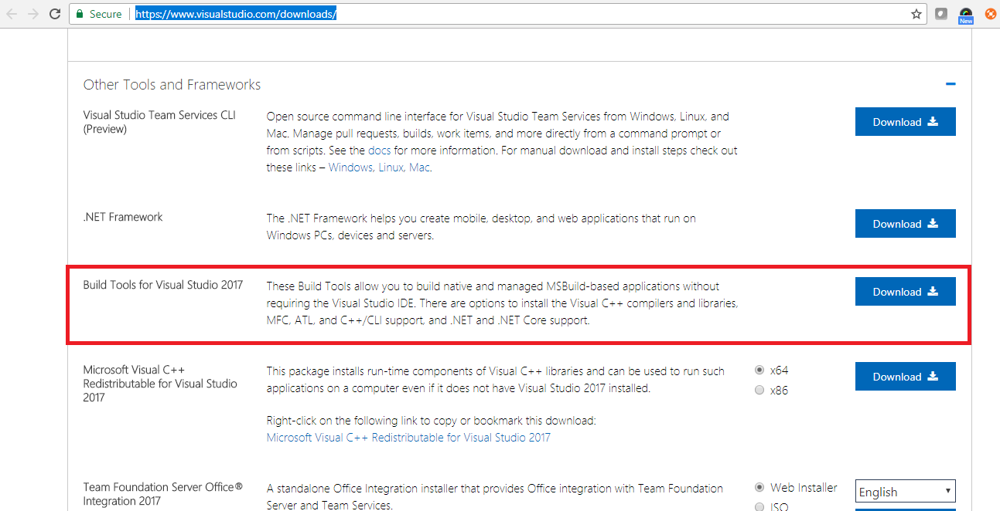 Secure
https://www.visualstudio.com/downloads/
New
Other Tools and Frameworks
Visual Studio Team Services CLI
(Preview)
Open source command line interface for Visual Studio Team Services from Windows, Linux, and
Mac. Manage pull requests, builds, work items, and more directly from a command prompt or
from scripts. See the docs for more information. For manual download and install steps check out
these links – Windows, Linux, Mac.
Download
.NET Framework
The .NET Framework helps you create mobile, desktop, and web applications that run on
Windows PCs, devices and servers.
Download
Build Tools for Visual Studio 2017
These Build Tools allow you to build native and managed MSBuild-based applications without
requiring the Visual Studio IDE. There are options to install the Visual C++ compilers and libraries,
MFC, ATL, and C++/CLI support, and .NET and .NET Core support.
Download
Microsoft Visual C++
Redistributable for Visual Studio
2017
This package installs run-time components of Visual C++ libraries and can be used to run such
applications on a computer even if it does not have Visual Studio 2017 installed.
Right-click on the following link to copy or bookmark this download:
Microsoft Visual C++ Redistributable for Visual Studio 2017
x64
x86
Download
Team Foundation Server Office®
Integration 2017
A standalone Office Integration installer that provides Office integration with Team Foundation
Server and Team Services.
Web Installer
ISO
English